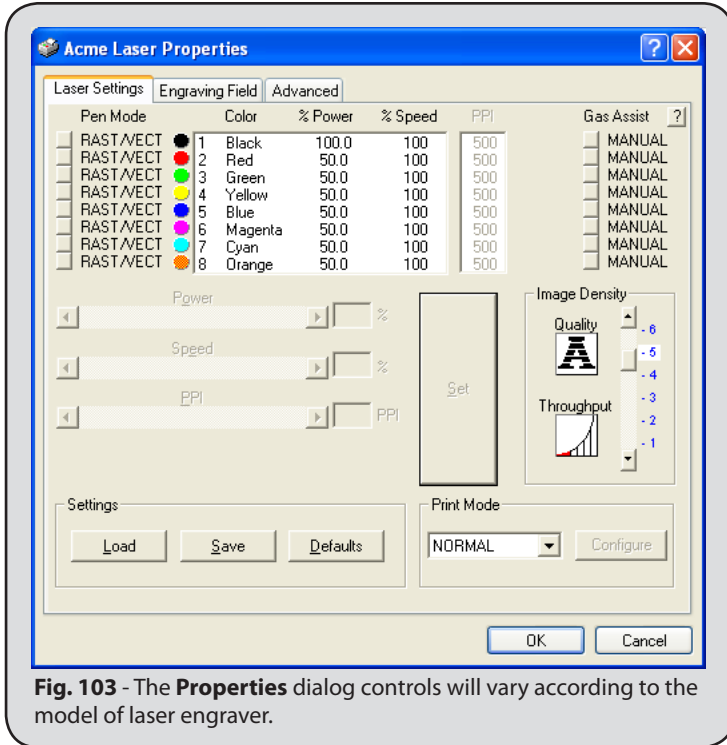 Acme Laser Properties
Laser Settings Engraving Field Advanced
Pen Mode Color % Power % Speed PPI Gas Assist ?
RAST/VECT 1 Black 100.0 100 500 MANUAL
RAST/VECT 2 Red 50.0 100 500 MANUAL
RAST/VECT 3 Green 50.0 100 500 MANUAL
RAST/VECT 4 Yellow 50.0 100 500 MANUAL
RAST/VECT 5 Blue 50.0 100 500 MANUAL
RAST/VECT 6 Magenta 50.0 100 500 MANUAL
RAST/VECT 7 Cyan 50.0 100 500 MANUAL
RAST/VECT 8 Orange 50.0 100 500 MANUAL
Power
%
Speed
%
PPI
PPI
Set
Image Density
Quality
A
Throughput
- 6
- 5
- 4
- 3
- 2
- 1
Settings
Load Save Defaults
Print Mode
NORMAL Configure
OK Cancel
Fig. 103 - The Properties dialog controls will vary according to the
model of laser engraver.